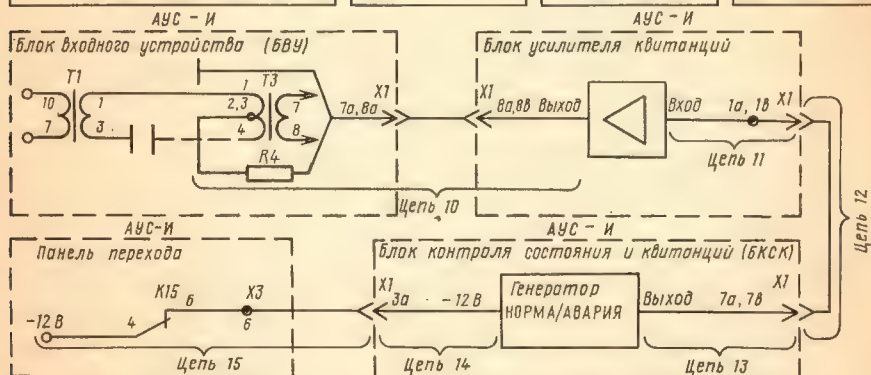 АУС - И
АУС - И
Блок входного устройства (БВУ)
Блок усилителя квитанций
Т1
10
1
7
3
1
Т3
2,3
4
7
8
R4
7а, 8а
X1
X1
8а, 8в Выход
Вход
1а, 1в
X1
Цепь 11
Цепь 10
Цепь 12
АУС-И
АУС - И
Панель перехода
Блок контроля состояния и квитанций (БКСК)
К15
6
X3
6
-12 В
4
X1
3а
-12 В
Генератор
НОРМА/АВАРИЯ
Выход
7а, 7в
X1
Цепь 15
Цепь 14
Цепь 13